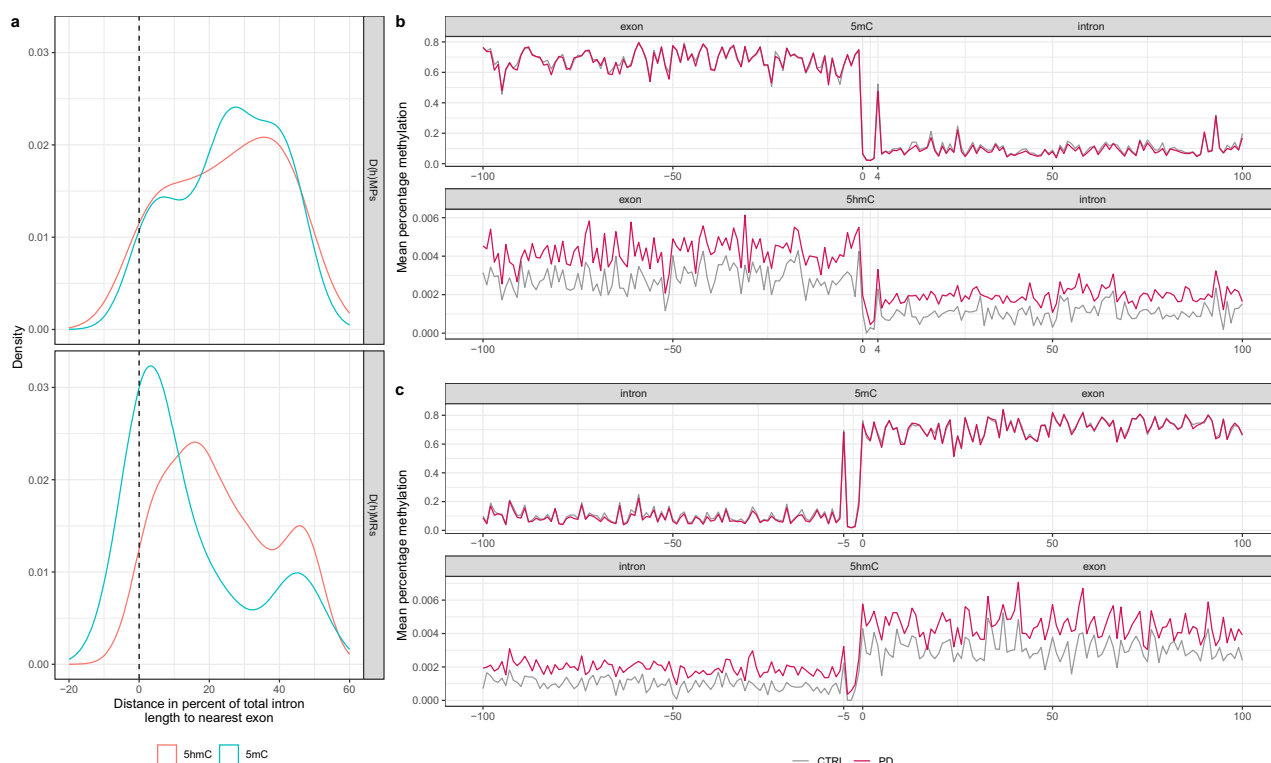 a
0.03
0.02
0.01
0.00
D(h)MPs
Density
0.03
0.02
0.01
0.00
D(h)MRs
−20 0 20 40 60
Distance in percent of total intron
length to nearest exon
5hmC 5mC
b
exon 5mC intron
0.8
0.6
0.4
0.2
0.0
−100 −50 0 4 50 100
Mean percentage methylation
exon 5hmC intron
0.006
0.004
0.002
0.000
−100 −50 0 4 50 100
c
intron 5mC exon
0.8
0.6
0.4
0.2
0.0
−100 −50 −5 0 50 100
Mean percentage methylation
intron 5hmC exon
0.006
0.004
0.002
0.000
−100 −50 −5 0 50 100
CTRL PD